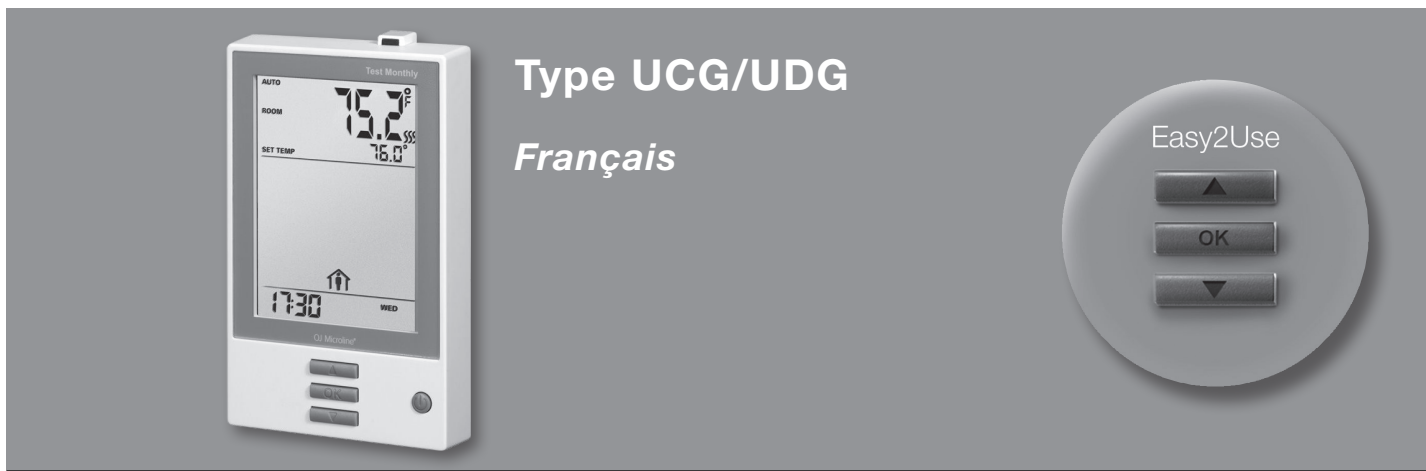 Test Monthly
AUTO
75.2°F
ROOM
SET TEMP 76.0°
17:30 WED
OJ Microline®
OK
Type UCG/UDG
Français
Easy2Use
OK